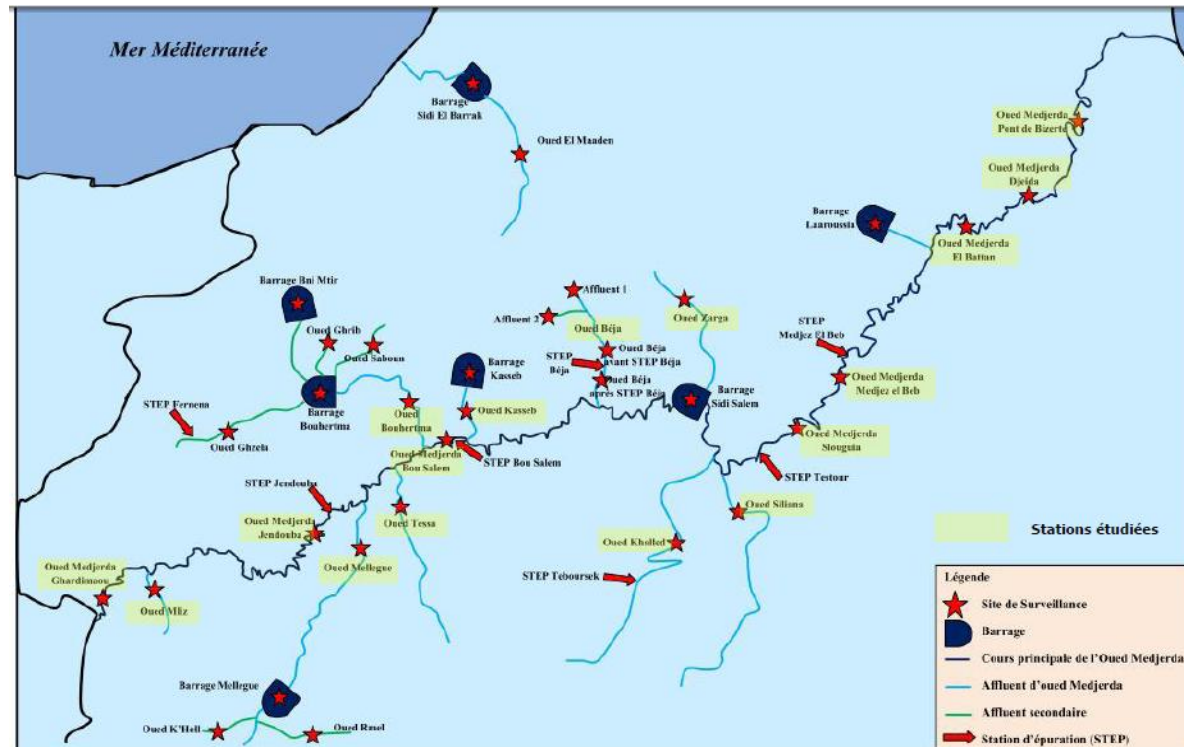 Mer Méditerranée
Barrage
Sidi El Barrak
Oued El Maaden
Oued Medjerda
Pont de Bizerte
Oued Medjerda
Djeida
Barrage
Laaroussia
Oued Medjerda
El Battan
Barrage Bni Mtir
Oued Ghrib
Oued Saboun
Affluent 1
Affluent 2
Oued Béja
Oued Zarga
STEP
Medjez El Beb
STEP
Béja
Oued Béja
avant STEP Béja
Oued Béja
après STEP Béja
Barrage
Kasseb
Barrage
Sidi Salem
Oued Medjerda
Medjez el Beb
STEP Fernena
Barrage
Bouhertma
Oued
Bouhertma
Oued Kasseb
Oued Ghzela
Oued Medjerda
Bou Salem
STEP Bou Salem
Oued Medjerda
Slouguia
STEP Testour
STEP Jendouba
Oued Medjerda
Jendouba
Oued Tessa
Oued Siliana
Oued Mellegue
Oued Kholled
STEP Teboursek
Oued Medjerda
Ghardimaou
Oued Mliz
Barrage Mellegue
Oued K'Hell
Oued Rmel
Stations étudiées
Légende
Site de Surveillance
Barrage
Cours principale de l'Oued Medjerda
Affluent d'oued Medjerda
Affluent secondaire
Station d'épuration (STEP)